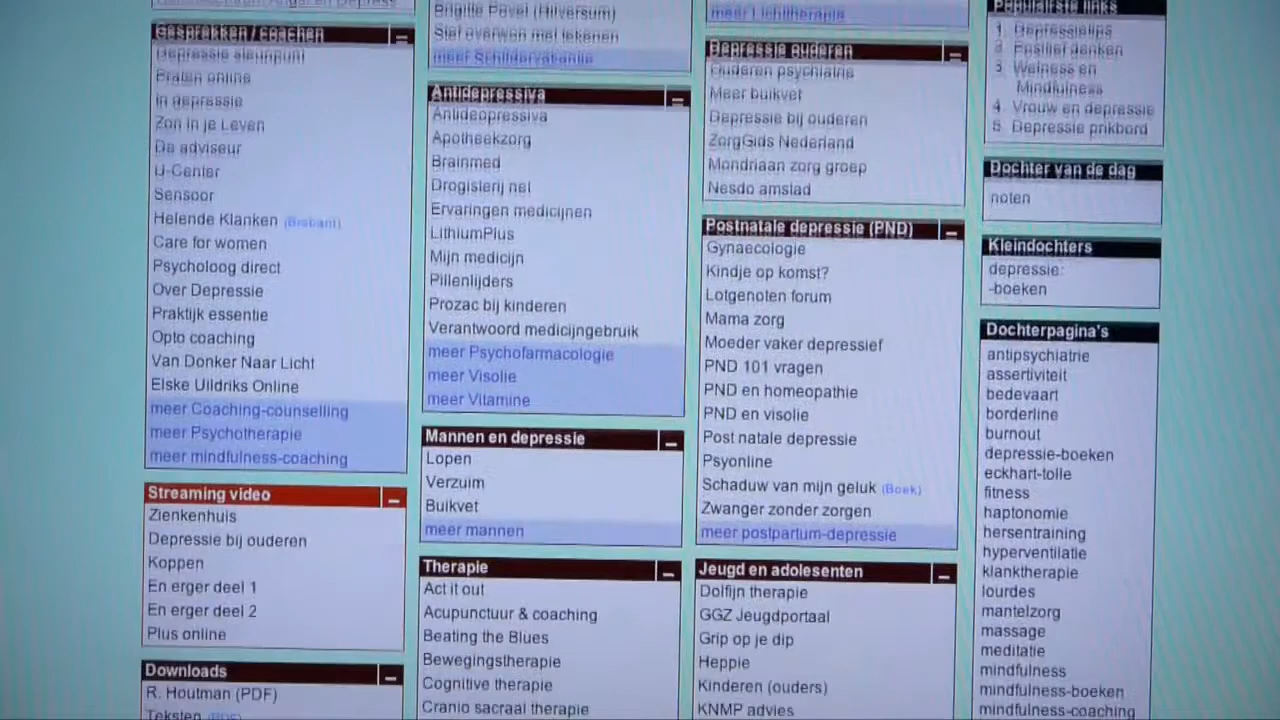 Gesprekken / coachen
Depressie steunpunt
Praten online
In depressie
Zon in je Leven
De adviseur
U-Center
Sensoor
Helende Klanken (Brabant)
Care for women
Psycholoog direct
Over Depressie
Praktijk essentie
Opto coaching
Van Donker Naar Licht
Elske Uildriks Online
meer Coaching-counselling
meer Psychotherapie
meer mindfulness-coaching
Streaming video
Zienkenhuis
Depressie bij ouderen
Koppen
En erger deel 1
En erger deel 2
Plus online
Downloads
R. Houtman (PDF)
Teksten (PDF)
Stef overwen met tekenen
meer Schildervakantie
Antidepressiva
Antideopressiva
Apotheekzorg
Brainmed
Drogisterij net
Ervaringen medicijnen
LithiumPlus
Mijn medicijn
Pillenlijders
Prozac bij kinderen
Verantwoord medicijngebruik
meer Psychofarmacologie
meer Visolie
meer Vitamine
Mannen en depressie
Lopen
Verzuim
Buikvet
meer mannen
Therapie
Act it out
Acupunctuur & coaching
Beating the Blues
Bewegingstherapie
Cognitive therapie
Cranio sacraal therapie
meer Lichttherapie
Depressie ouderen
Ouderen psychiatrie
Meer buikvet
Depressie bij ouderen
ZorgGids Nederland
Mondriaan zorg groep
Nesdo amstad
Postnatale depressie (PND)
Gynaecologie
Kindje op komst?
Lotgenoten forum
Mama zorg
Moeder vaker depressief
PND 101 vragen
PND en homeopathie
PND en visolie
Post natale depressie
Psyonline
Schaduw van mijn geluk (Boek)
Zwanger zonder zorgen
meer postpartum-depressie
Jeugd en adolesenten
Dolfijn therapie
GGZ Jeugdportaal
Grip op je dip
Heppie
Kinderen (ouders)
KNMP advies
Populairste links
1. Depressietips
2. Positief denken
3. Welness en
Mindfulness
4. Vrouw en depressie
5. Depressie prikbord
Dochter van de dag
noten
Kleindochters
depressie:
-boeken
Dochterpagina's
antipsychiatrie
assertiviteit
bedevaart
borderline
burnout
depressie-boeken
eckhart-tolle
fitness
haptonomie
hersentraining
hyperventilatie
klanktherapie
lourdes
mantelzorg
massage
meditatie
mindfulness
mindfulness-boeken
mindfulness-coaching